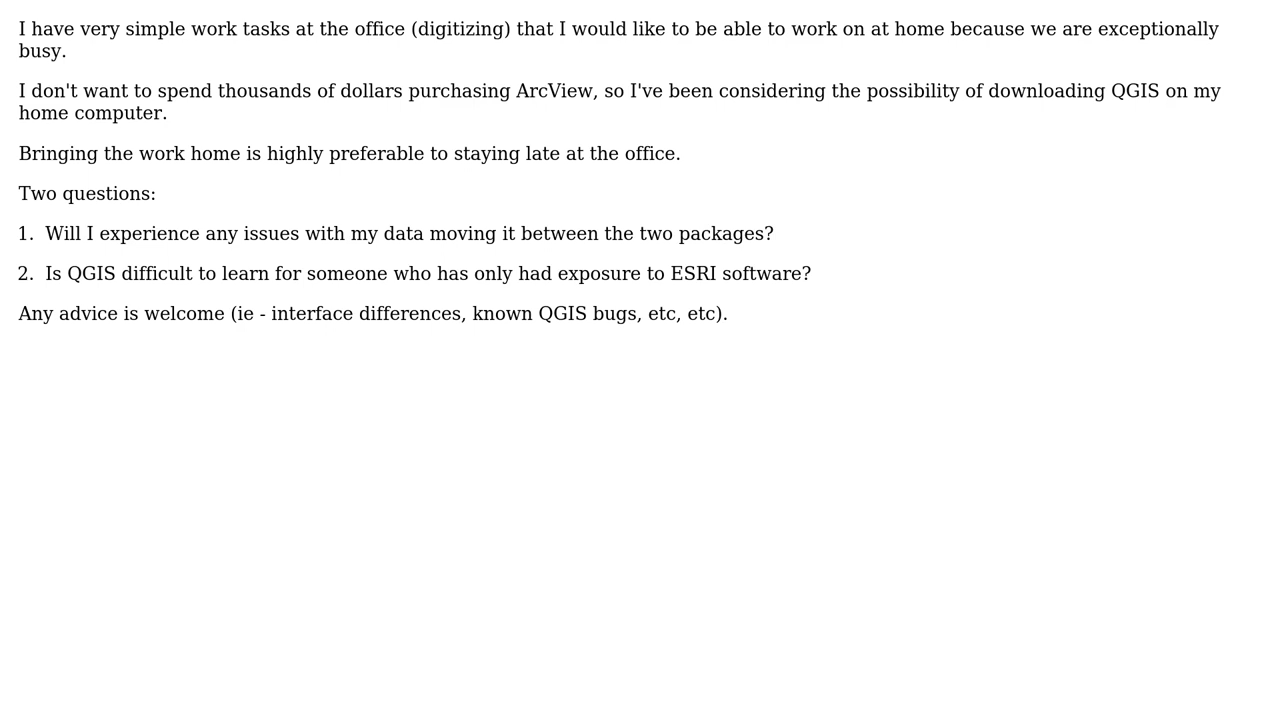 I have very simple work tasks at the office (digitizing) that I would like to be able to work on at home because we are exceptionally
busy.
I don't want to spend thousands of dollars purchasing ArcView, so I've been considering the possibility of downloading QGIS on my
home computer.
Bringing the work home is highly preferable to staying late at the office.
Two questions:
1. Will I experience any issues with my data moving it between the two packages?
2. Is QGIS difficult to learn for someone who has only had exposure to ESRI software?
Any advice is welcome (ie - interface differences, known QGIS bugs, etc, etc).